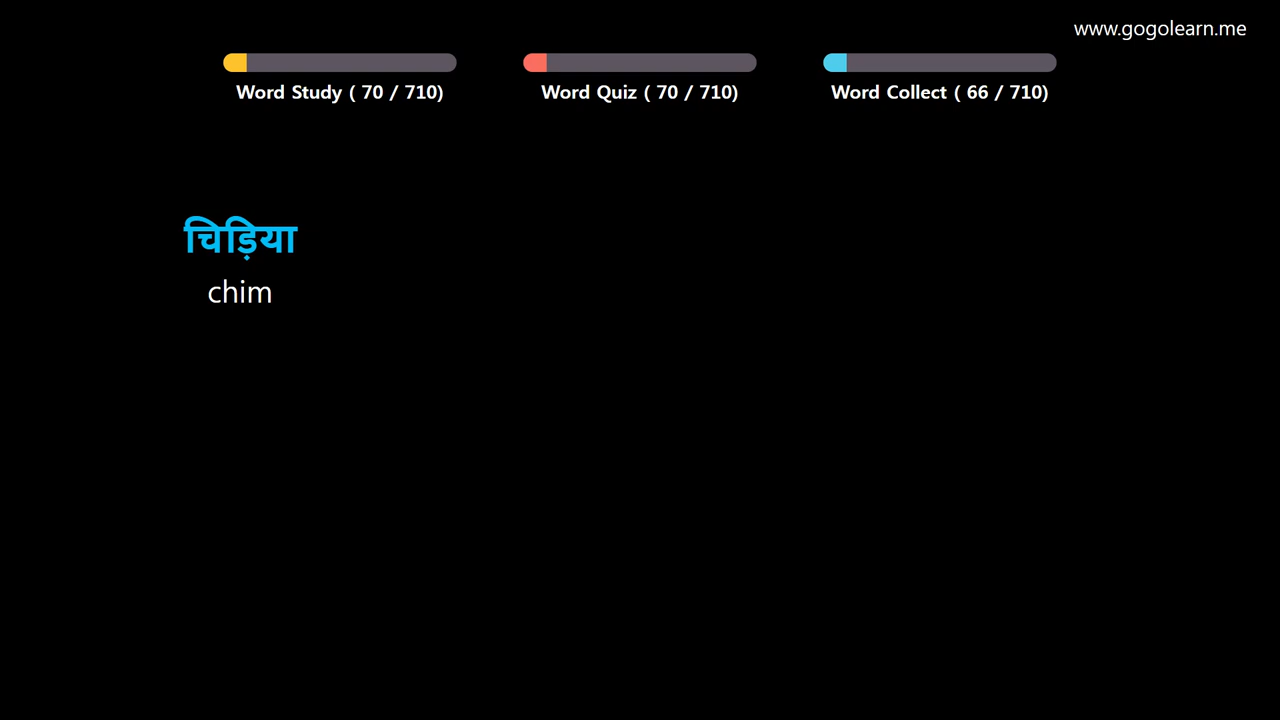 www.gogolearn.me
Word Study ( 70 / 710)
Word Quiz ( 70 / 710)
Word Collect ( 66 / 710)
चिड़िया
chim